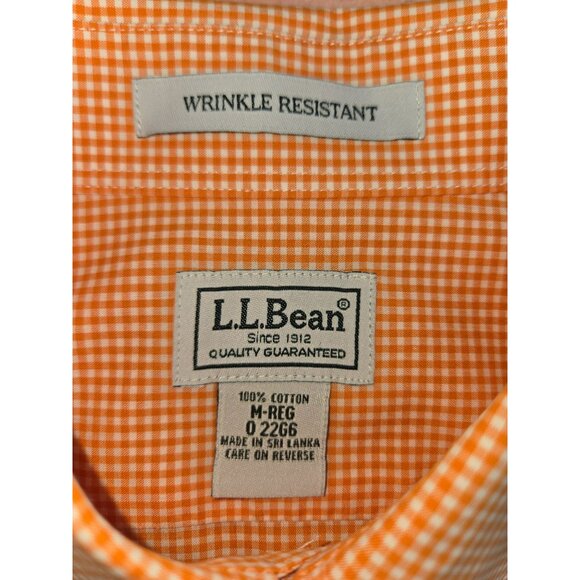 WRINKLE RESISTANT
L.L.Bean®
Since 1912
QUALITY GUARANTEED
100% COTTON
M-REG
0 22G6
MADE IN SRI LANKA
CARE ON REVERSE